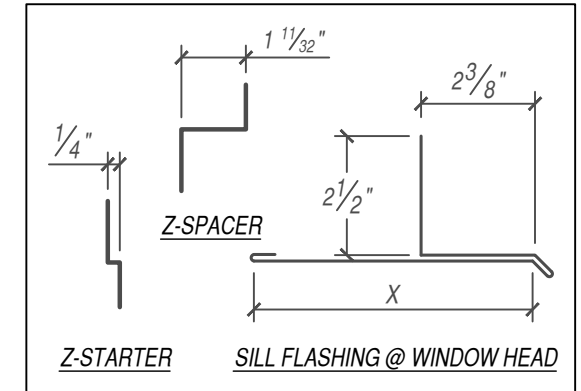 1 11/32"
2 3/8"
1/4"
2 1/2"
Z-SPACER
X
Z-STARTER
SILL FLASHING @ WINDOW HEAD